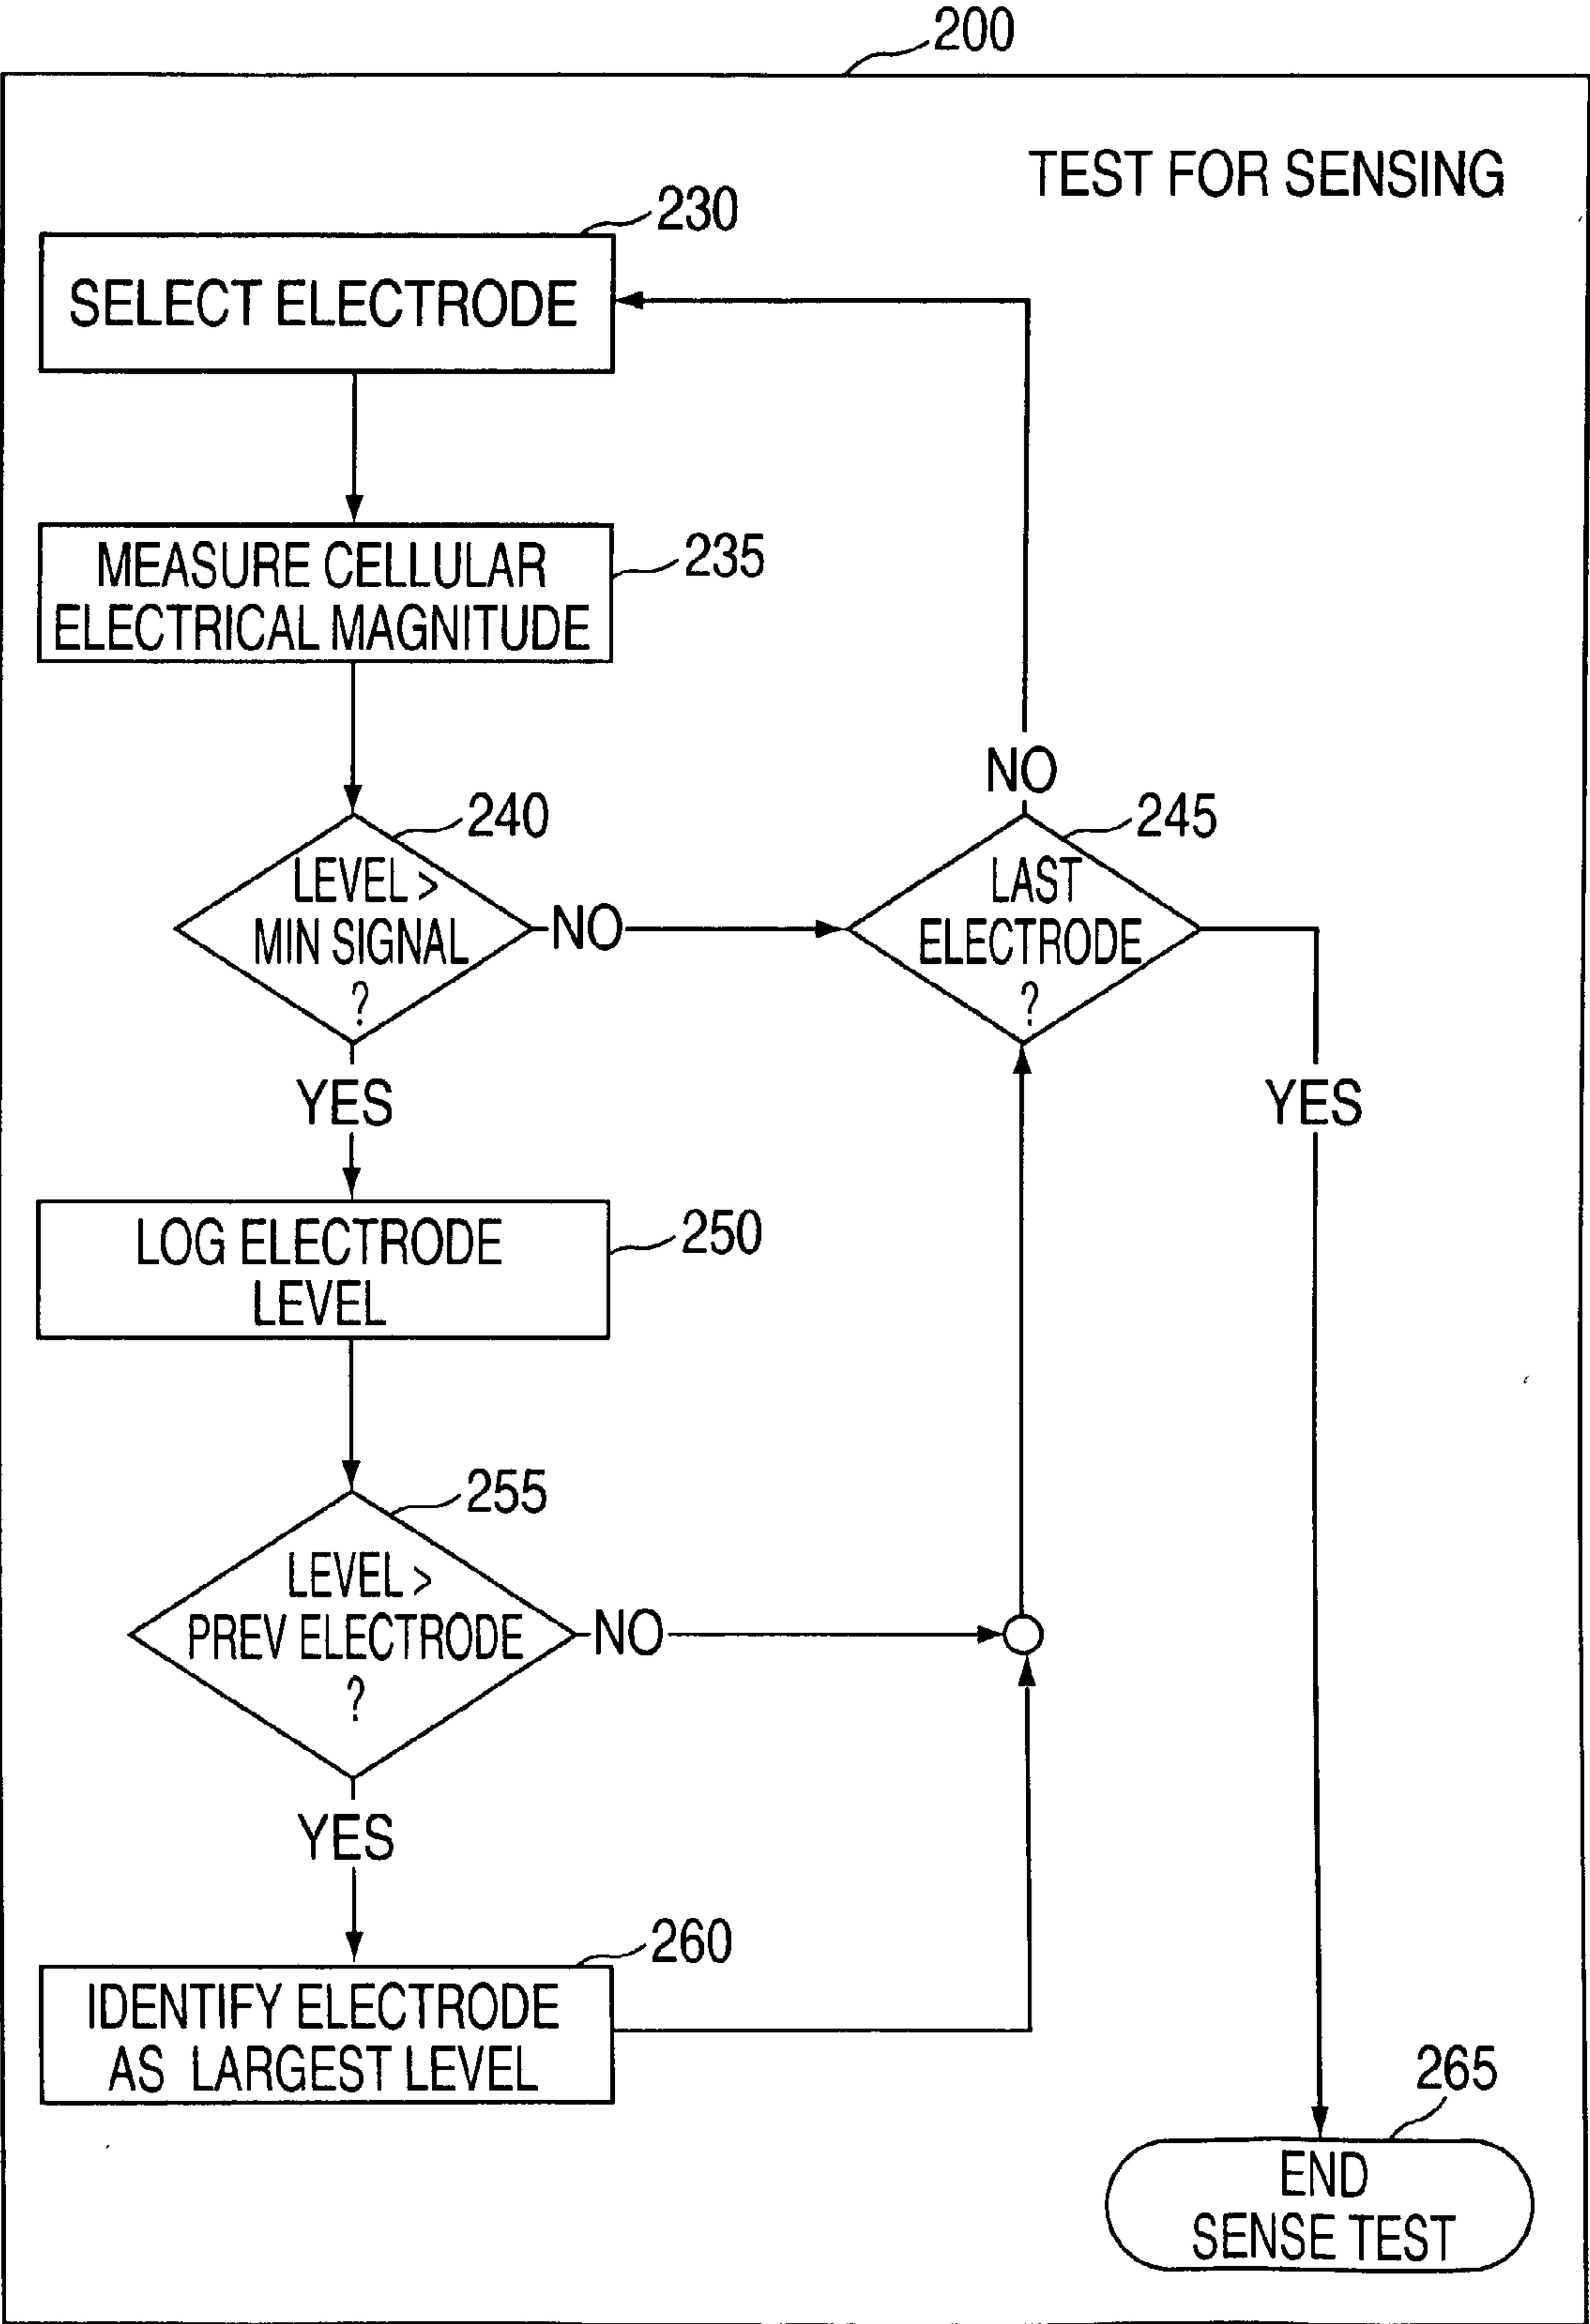 200
TEST FOR SENSING
230
SELECT ELECTRODE
MEASURE CELLULAR
ELECTRICAL MAGNITUDE
235
NO
240
245
LEVEL >
MIN SIGNAL
?
NO
LAST
ELECTRODE
?
YES
YES
LOG ELECTRODE
LEVEL
250
255
LEVEL >
PREV ELECTRODE
?
NO
YES
260
IDENTIFY ELECTRODE
AS LARGEST LEVEL
265
END
SENSE TEST